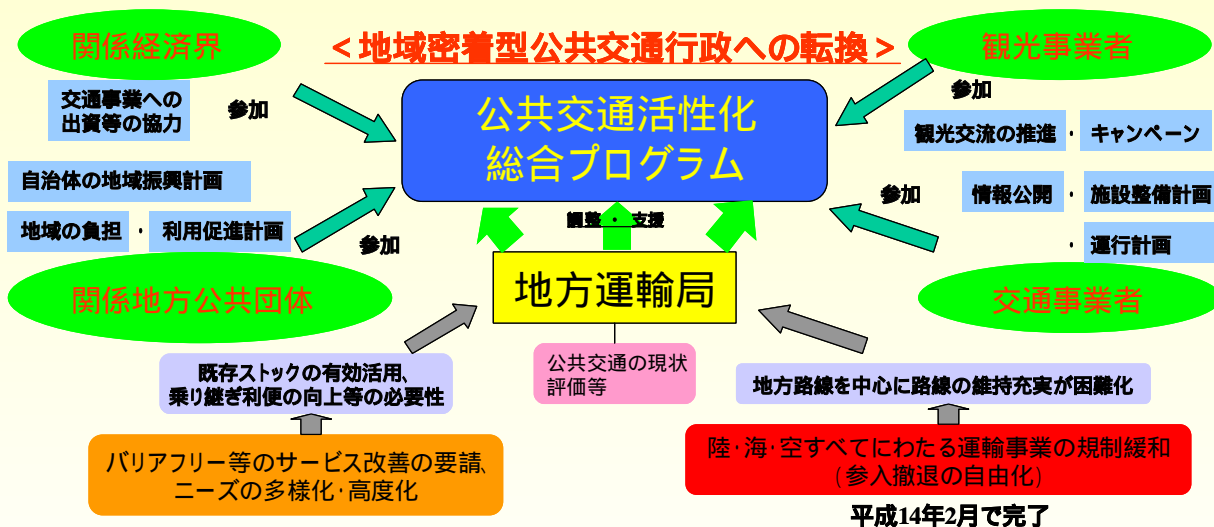 ＜地域密着型公共交通行政への転換＞
関係経済界
観光事業者
交通事業への
出資等の協力
参加
公共交通活性化
総合プログラム
参加
観光交流の推進 ・ キャンペーン
自治体の地域振興計画
地域の負担 ・ 利用促進計画
参加
参加
情報公開 ・ 施設整備計画
・ 運行計画
調整 ・ 支援
関係地方公共団体
地方運輸局
交通事業者
既存ストックの有効活用、
乗り継ぎ利便の向上等の必要性
公共交通の現状
評価等
地方路線を中心に路線の維持充実が困難化
バリアフリー等のサービス改善の要請、
ニーズの多様化・高度化
陸・海・空すべてにわたる運輸事業の規制緩和
(参入撤退の自由化)
平成14年2月で完了